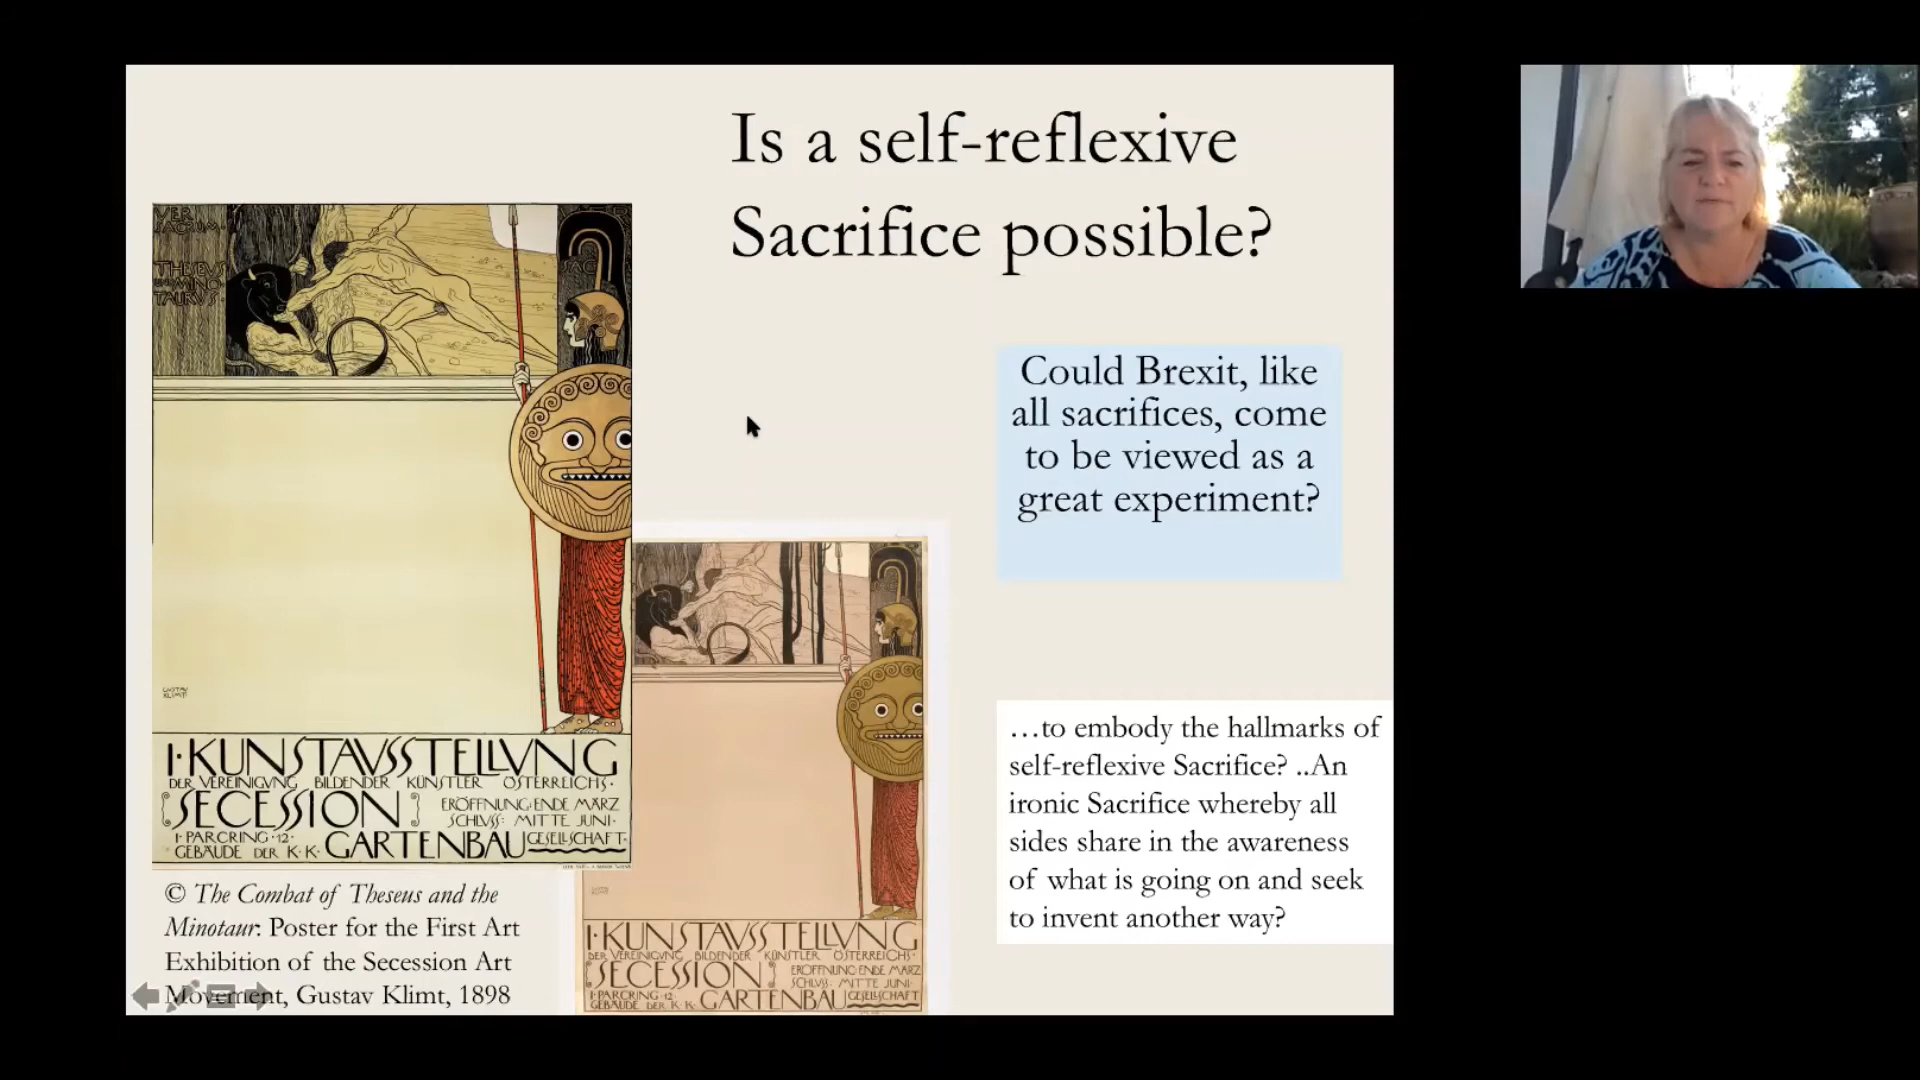 Is a self-reflexive
Sacrifice possible?
VER
SACRUM
THESEUS
UND MINO
TAURUS
Could Brexit, like
all sacrifices, come
to be viewed as a
great experiment?
GUSTAV
KLIMT
I·KUNSTAVSSTELLVNG
DER VEREINIGVNG BILDENDER KÜNSTLER ÖSTERREICHS·
SECESSION
ERÖFFNUNG: ENDE MÄRZ
SCHLVSS: MITTE JUNI·
I· PARCRING·12·
GEBÄUDE DER K·K· GARTENBAU GESELLSCHAFT·
© The Combat of Theseus and the
Minotaur: Poster for the First Art
Exhibition of the Secession Art
Movement, Gustav Klimt, 1898
I·KUNSTAVSSTELLVNG
DER VEREINIGVNG BILDENDER KÜNSTLER ÖSTERREICHS·
SECESSION
ERÖFFNUNG: ENDE MÄRZ
SCHLVSS: MITTE JUNI·
I· PARCRING·12·
GEBÄUDE DER K·K· GARTENBAU GESELLSCHAFT
…to embody the hallmarks of
self-reflexive Sacrifice? ..An
ironic Sacrifice whereby all
sides share in the awareness
of what is going on and seek
to invent another way?